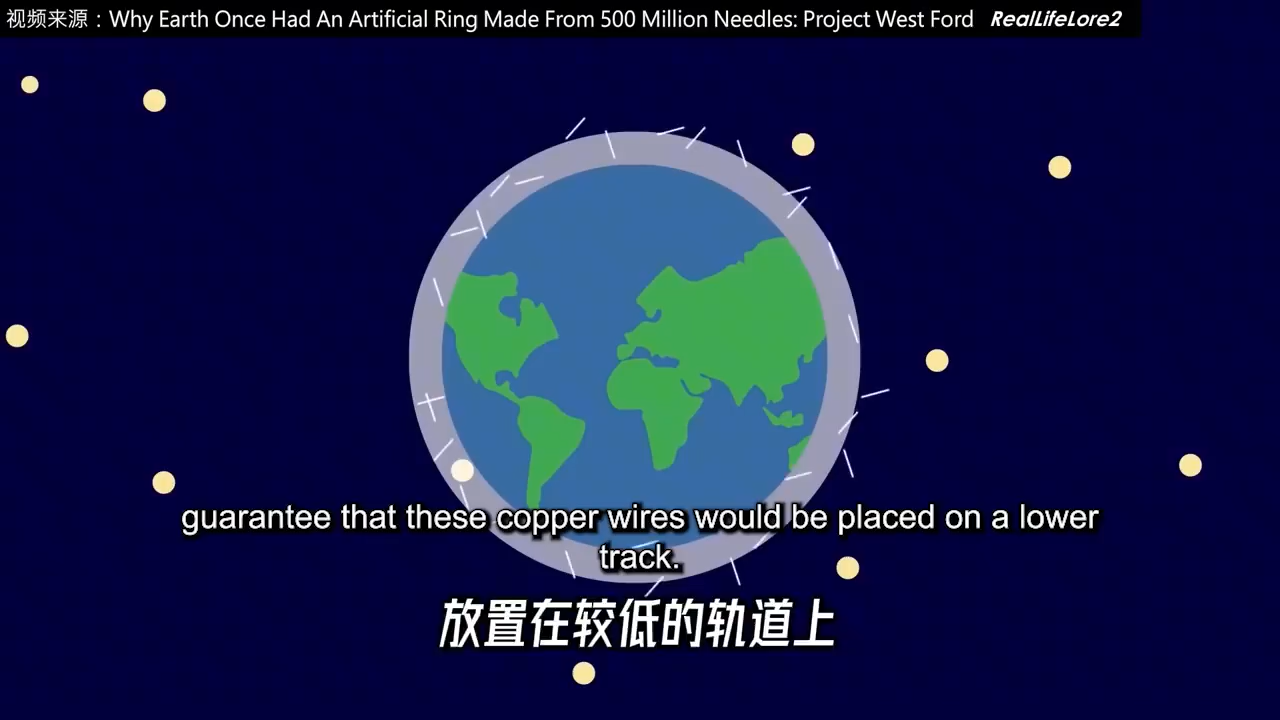 视频来源：Why Earth Once Had An Artificial Ring Made From 500 Million Needles: Project West Ford RealLifeLore2
guarantee that these copper wires would be placed on a lower
track.
放置在较低的轨道上